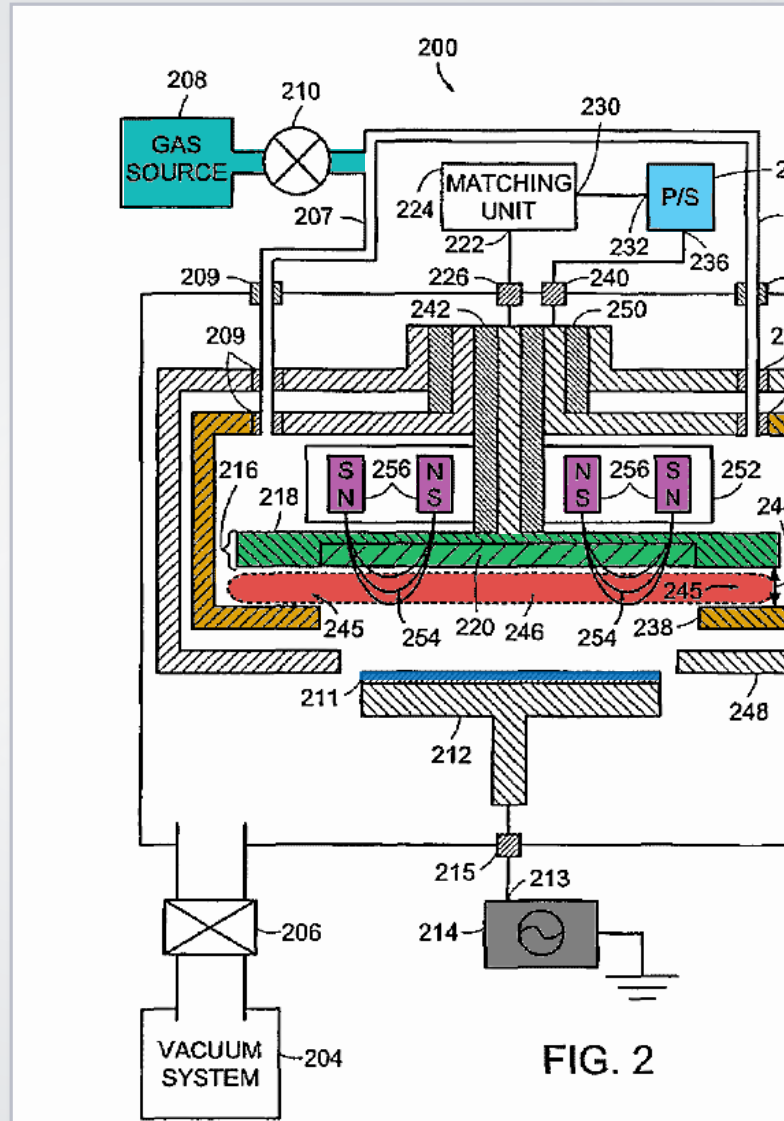 200
208
210
GAS
SOURCE
230
MATCHING
UNIT
224
P/S
207
222
232
236
209
226
240
242
250
209
216
218
S
N
256
N
S
N
S
256
S
N
252
245
254
220
246
254
245
238
211
212
248
215
213
214
206
VACUUM
SYSTEM
204
FIG. 2